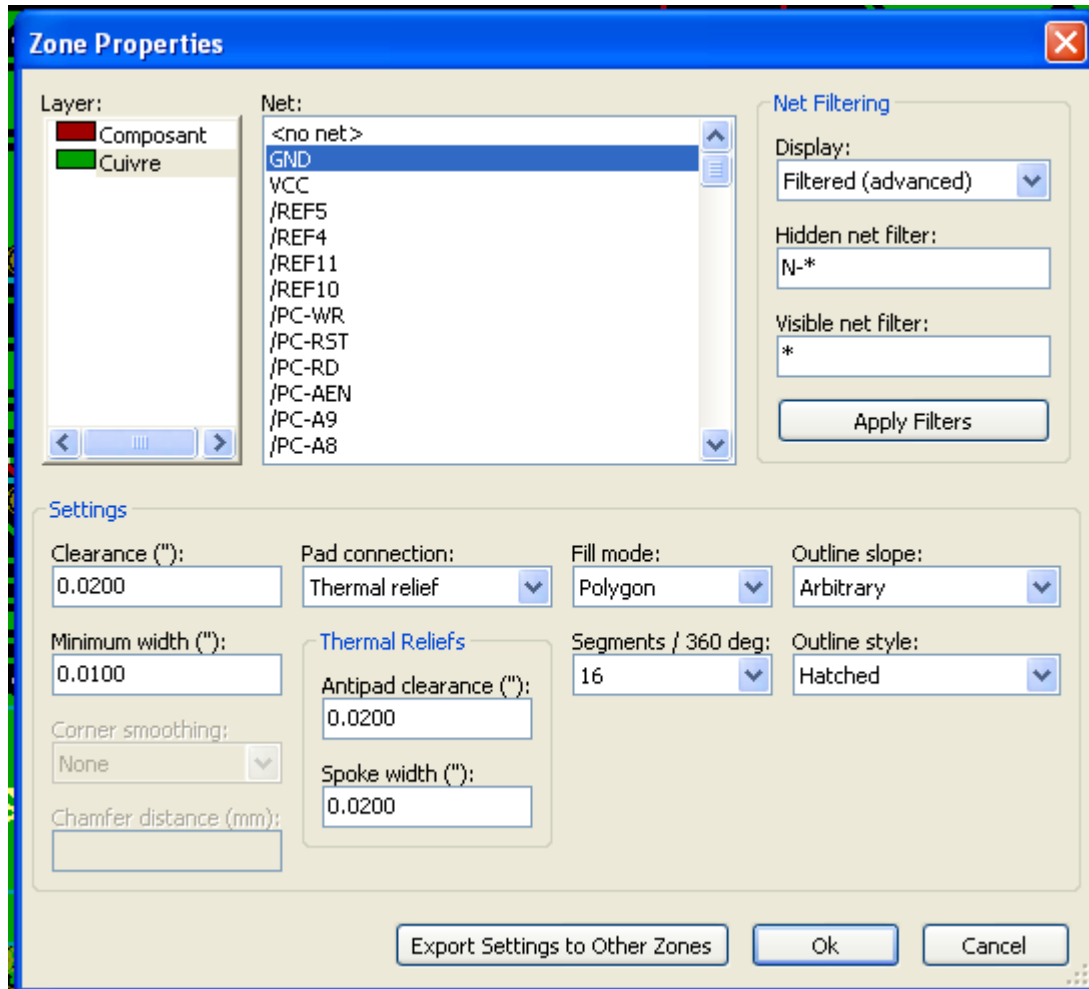 Zone Properties
Layer:
Composant
Cuivre
Net:
<no net>
GND
VCC
/REF5
/REF4
/REF11
/REF10
/PC-WR
/PC-RST
/PC-RD
/PC-AEN
/PC-A9
/PC-A8
Net Filtering
Display:
Filtered (advanced)
Hidden net filter:
N-*
Visible net filter:
*
Apply Filters
Settings
Clearance ("):
0.0200
Minimum width ("):
0.0100
Corner smoothing:
None
Chamfer distance (mm):
Pad connection:
Thermal relief
Thermal Reliefs
Antipad clearance ("):
0.0200
Spoke width ("):
0.0200
Fill mode:
Polygon
Segments / 360 deg:
16
Outline slope:
Arbitrary
Outline style:
Hatched
Export Settings to Other Zones
Ok
Cancel